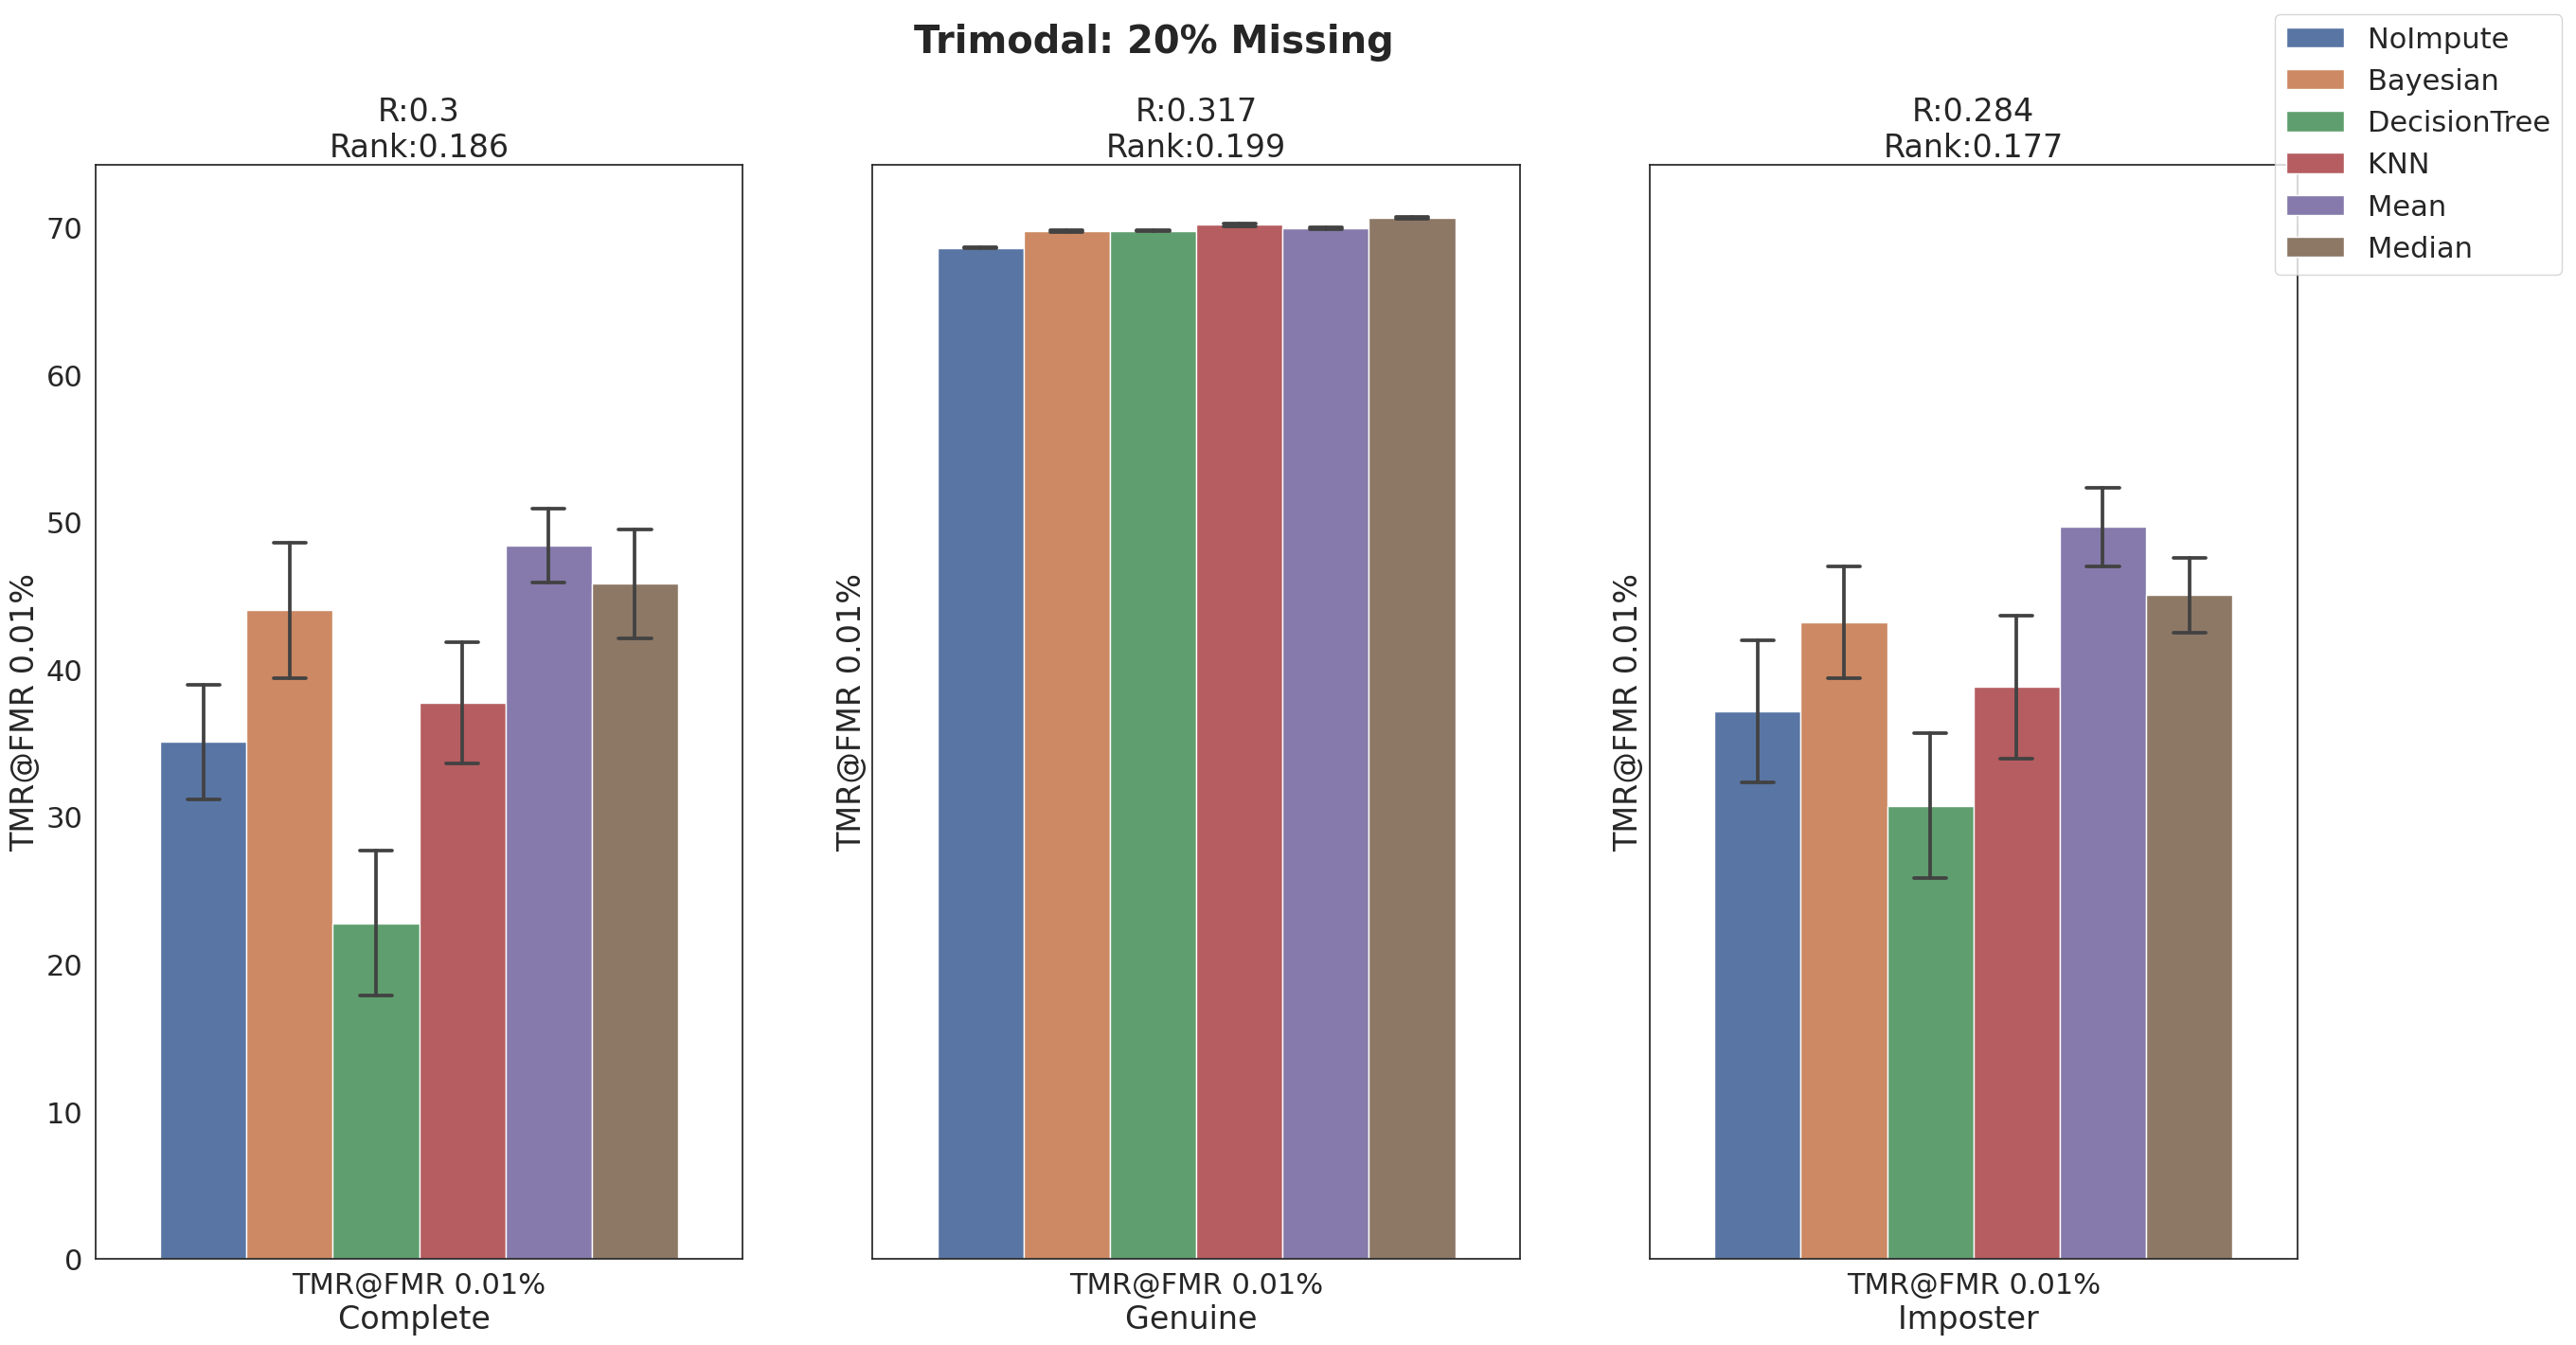 Trimodal: 20% Missing
NoImpute
Bayesian
DecisionTree
KNN
Mean
Median
R:0.3
Rank:0.186
R:0.317
Rank:0.199
R:0.284
Rank:0.177
70
60
50
40
30
20
10
0
TMR@FMR 0.01%
TMR@FMR 0.01%
TMR@FMR 0.01%
TMR@FMR 0.01%
Complete
TMR@FMR 0.01%
Genuine
TMR@FMR 0.01%
Imposter